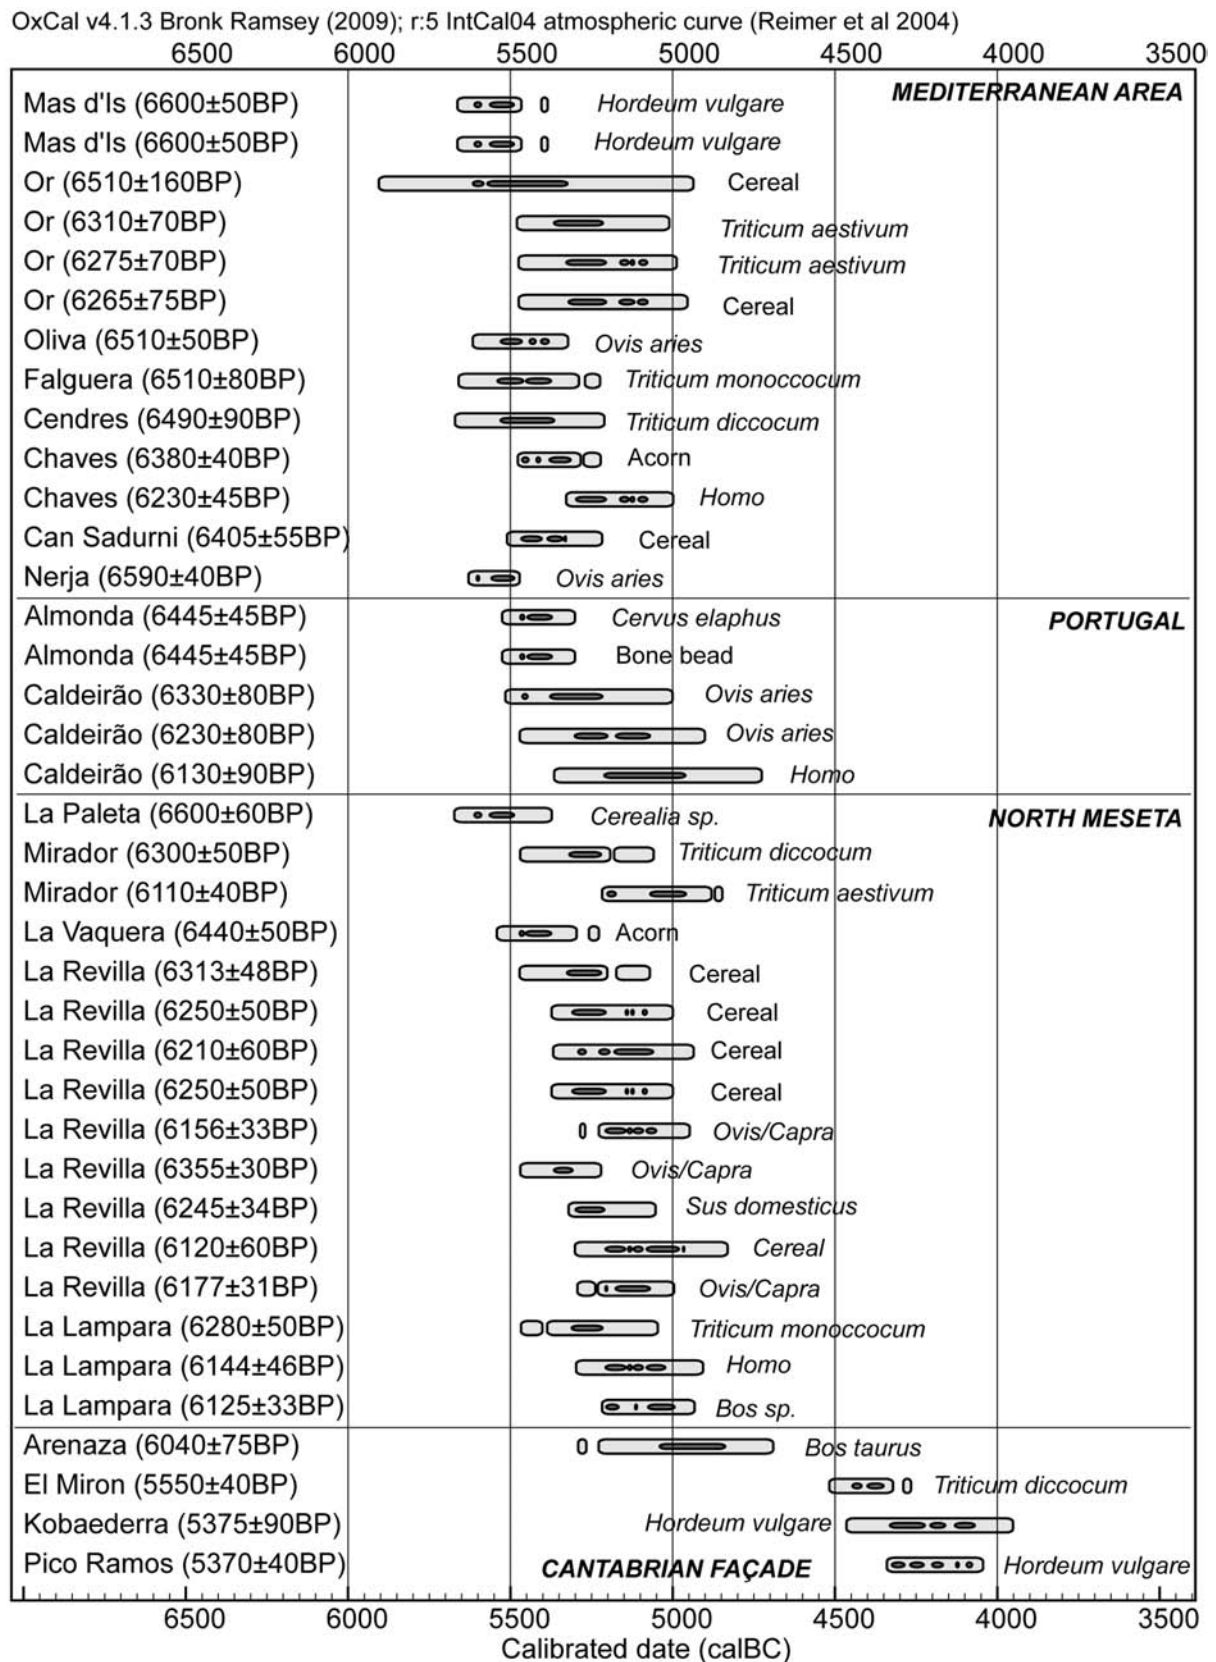 OxCal v4.1.3 Bronk Ramsey (2009); r:5 IntCal04 atmospheric curve (Reimer et al 2004)
6500 6000 5500 5000 4500 4000 3500
MEDITERRANEAN AREA
Mas d'Is (6600±50BP) Hordeum vulgare
Mas d'Is (6600±50BP) Hordeum vulgare
Or (6510±160BP) Cereal
Or (6310±70BP) Triticum aestivum
Or (6275±70BP) Triticum aestivum
Or (6265±75BP) Cereal
Oliva (6510±50BP) Ovis aries
Falguera (6510±80BP) Triticum monoccocum
Cendres (6490±90BP) Triticum diccocum
Chaves (6380±40BP) Acorn
Chaves (6230±45BP) Homo
Can Sadurni (6405±55BP) Cereal
Nerja (6590±40BP) Ovis aries
Almonda (6445±45BP) Cervus elaphus PORTUGAL
Almonda (6445±45BP) Bone bead
Caldeirão (6330±80BP) Ovis aries
Caldeirão (6230±80BP) Ovis aries
Caldeirão (6130±90BP) Homo
La Paleta (6600±60BP) Cerealia sp. NORTH MESETA
Mirador (6300±50BP) Triticum diccocum
Mirador (6110±40BP) Triticum aestivum
La Vaquera (6440±50BP) Acorn
La Revilla (6313±48BP) Cereal
La Revilla (6250±50BP) Cereal
La Revilla (6210±60BP) Cereal
La Revilla (6250±50BP) Cereal
La Revilla (6156±33BP) Ovis/Capra
La Revilla (6355±30BP) Ovis/Capra
La Revilla (6245±34BP) Sus domesticus
La Revilla (6120±60BP) Cereal
La Revilla (6177±31BP) Ovis/Capra
La Lampara (6280±50BP) Triticum monoccocum
La Lampara (6144±46BP) Homo
La Lampara (6125±33BP) Bos sp.
Arenaza (6040±75BP) Bos taurus
El Miron (5550±40BP) Triticum diccocum
Kobaederra (5375±90BP) Hordeum vulgare
Pico Ramos (5370±40BP) CANTABRIAN FAÇADE Hordeum vulgare
6500 6000 5500 5000 4500 4000 3500
Calibrated date (calBC)